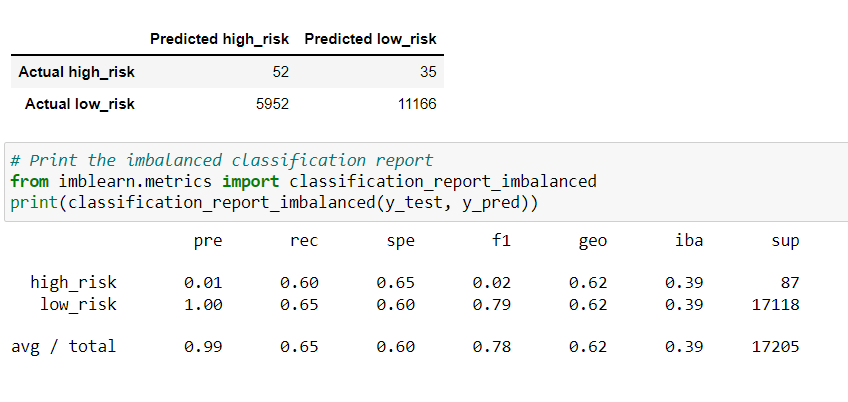 Predicted high_risk Predicted low_risk
Actual high_risk 52 35
Actual low_risk 5952 11166
# Print the imbalanced classification report
from imblearn.metrics import classification_report_imbalanced
print(classification_report_imbalanced(y_test, y_pred))
pre rec spe f1 geo iba sup
high_risk 0.01 0.60 0.65 0.02 0.62 0.39 87
low_risk 1.00 0.65 0.60 0.79 0.62 0.39 17118
avg / total 0.99 0.65 0.60 0.78 0.62 0.39 17205